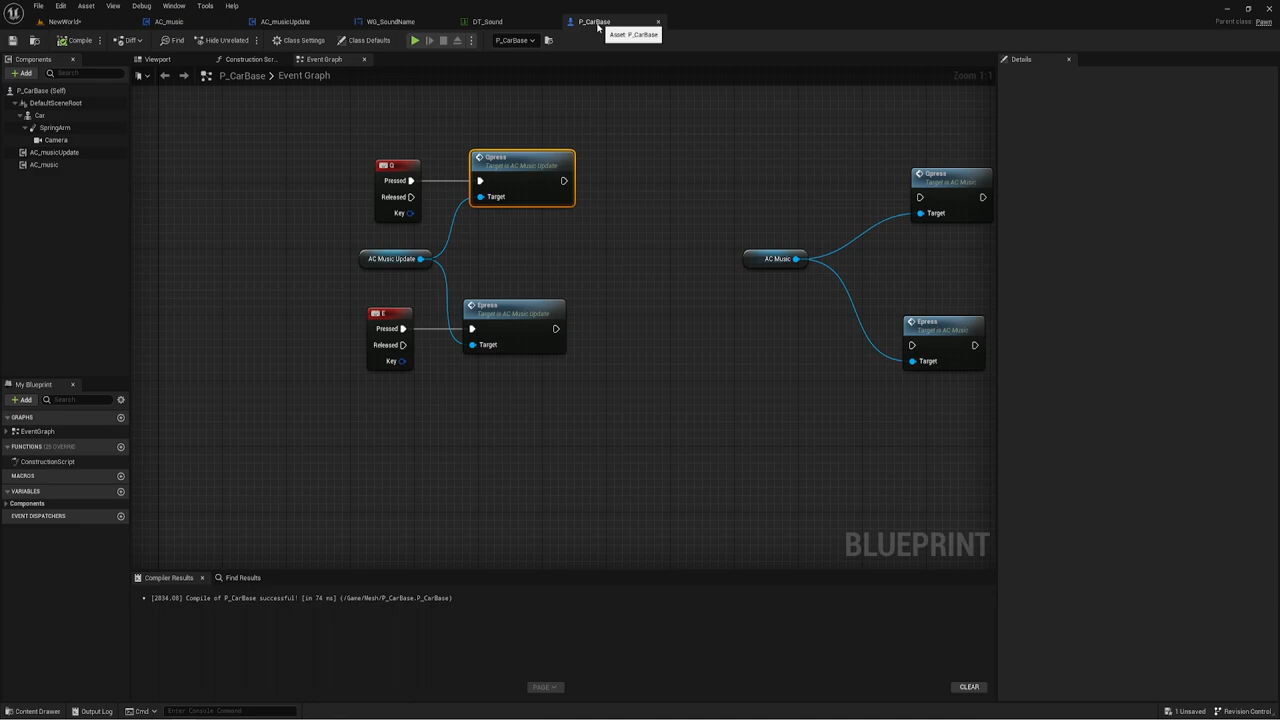 File Edit Asset View Debug Window Tools Help
NewWorld* AC_music AC_musicUpdate WG_SoundName DT_Sound P_CarBase
Asset: P_CarBase
Parent class: Pawn
Compile Diff Find Hide Unrelated Class Settings Class Defaults P_CarBase
Components
Add Search
P_CarBase (Self)
DefaultSceneRoot
Car
SpringArm
Camera
AC_musicUpdate
AC_music
Viewport Construction Scr... Event Graph
P_CarBase > Event Graph
Zoom 1:1
Details
Q
Pressed
Released
Key
Qpress
Target is AC Music Update
Target
AC Music Update
E
Pressed
Released
Key
Epress
Target is AC Music Update
Target
AC Music
Qpress
Target is AC Music
Target
Epress
Target is AC Music
Target
BLUEPRINT
My Blueprint
Add Search
GRAPHS
EventGraph
FUNCTIONS (25 OVERRID
ConstructionScript
MACROS
VARIABLES
Components
EVENT DISPATCHERS
Compiler Results Find Results
[2834.08] Compile of P_CarBase successful! [in 74 ms] (/Game/Mesh/P_CarBase.P_CarBase)
PAGE
CLEAR
Content Drawer Output Log Cmd Enter Console Command
1 Unsaved Revision Control